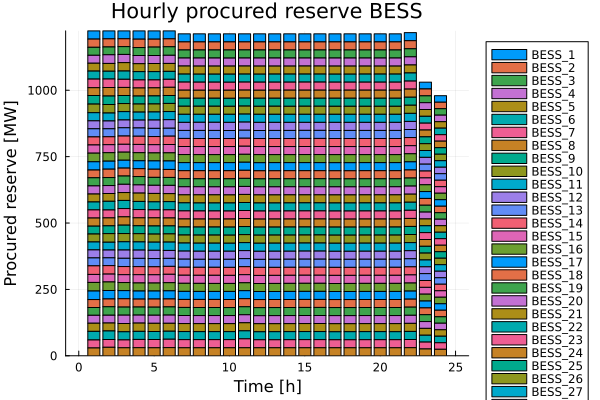 Hourly procured reserve BESS
Procured reserve [MW]
1000
750
500
250
0
0 5 10 15 20 25
Time [h]
BESS_1
BESS_2
BESS_3
BESS_4
BESS_5
BESS_6
BESS_7
BESS_8
BESS_9
BESS_10
BESS_11
BESS_12
BESS_13
BESS_14
BESS_15
BESS_16
BESS_17
BESS_18
BESS_19
BESS_20
BESS_21
BESS_22
BESS_23
BESS_24
BESS_25
BESS_26
BESS_27